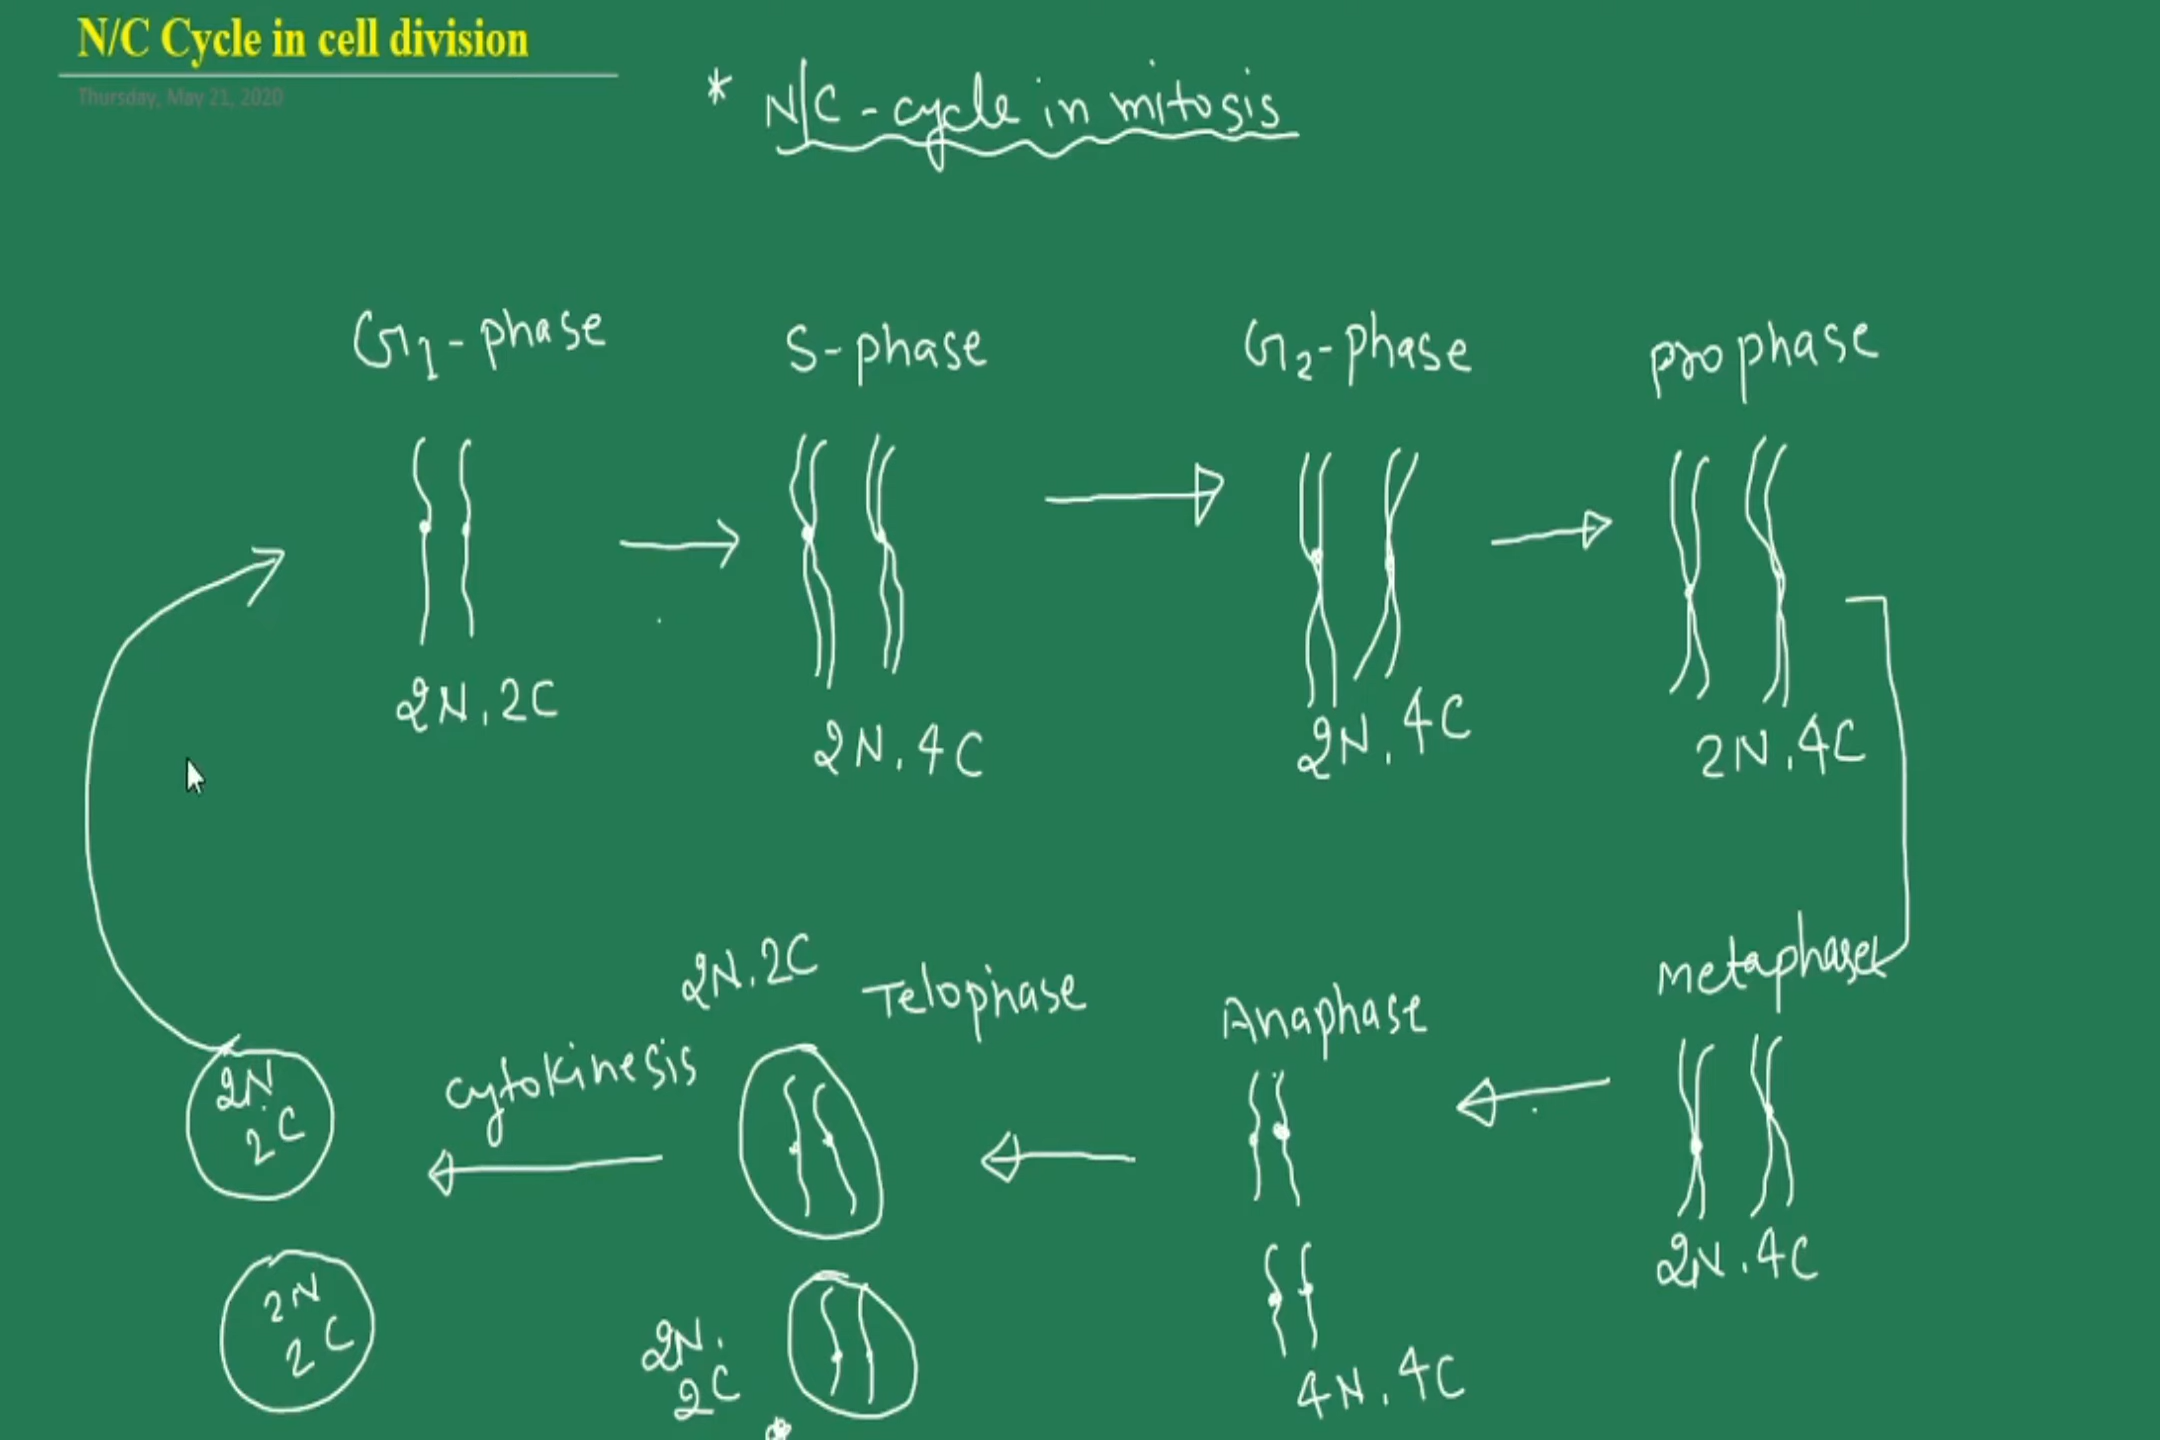 N/C Cycle in cell division
Thursday, May 21, 2020
* N/C - cycle in mitosis
G1 - phase
S - phase
G2 - phase
prophase
2N, 2C
2N, 4C
2N, 4C
2N, 4C
Metaphase
2N, 4C
Anaphase
4N, 4C
Telophase
2N, 2C
2N,
2C
cytokinesis
2N
2C
2N
2C